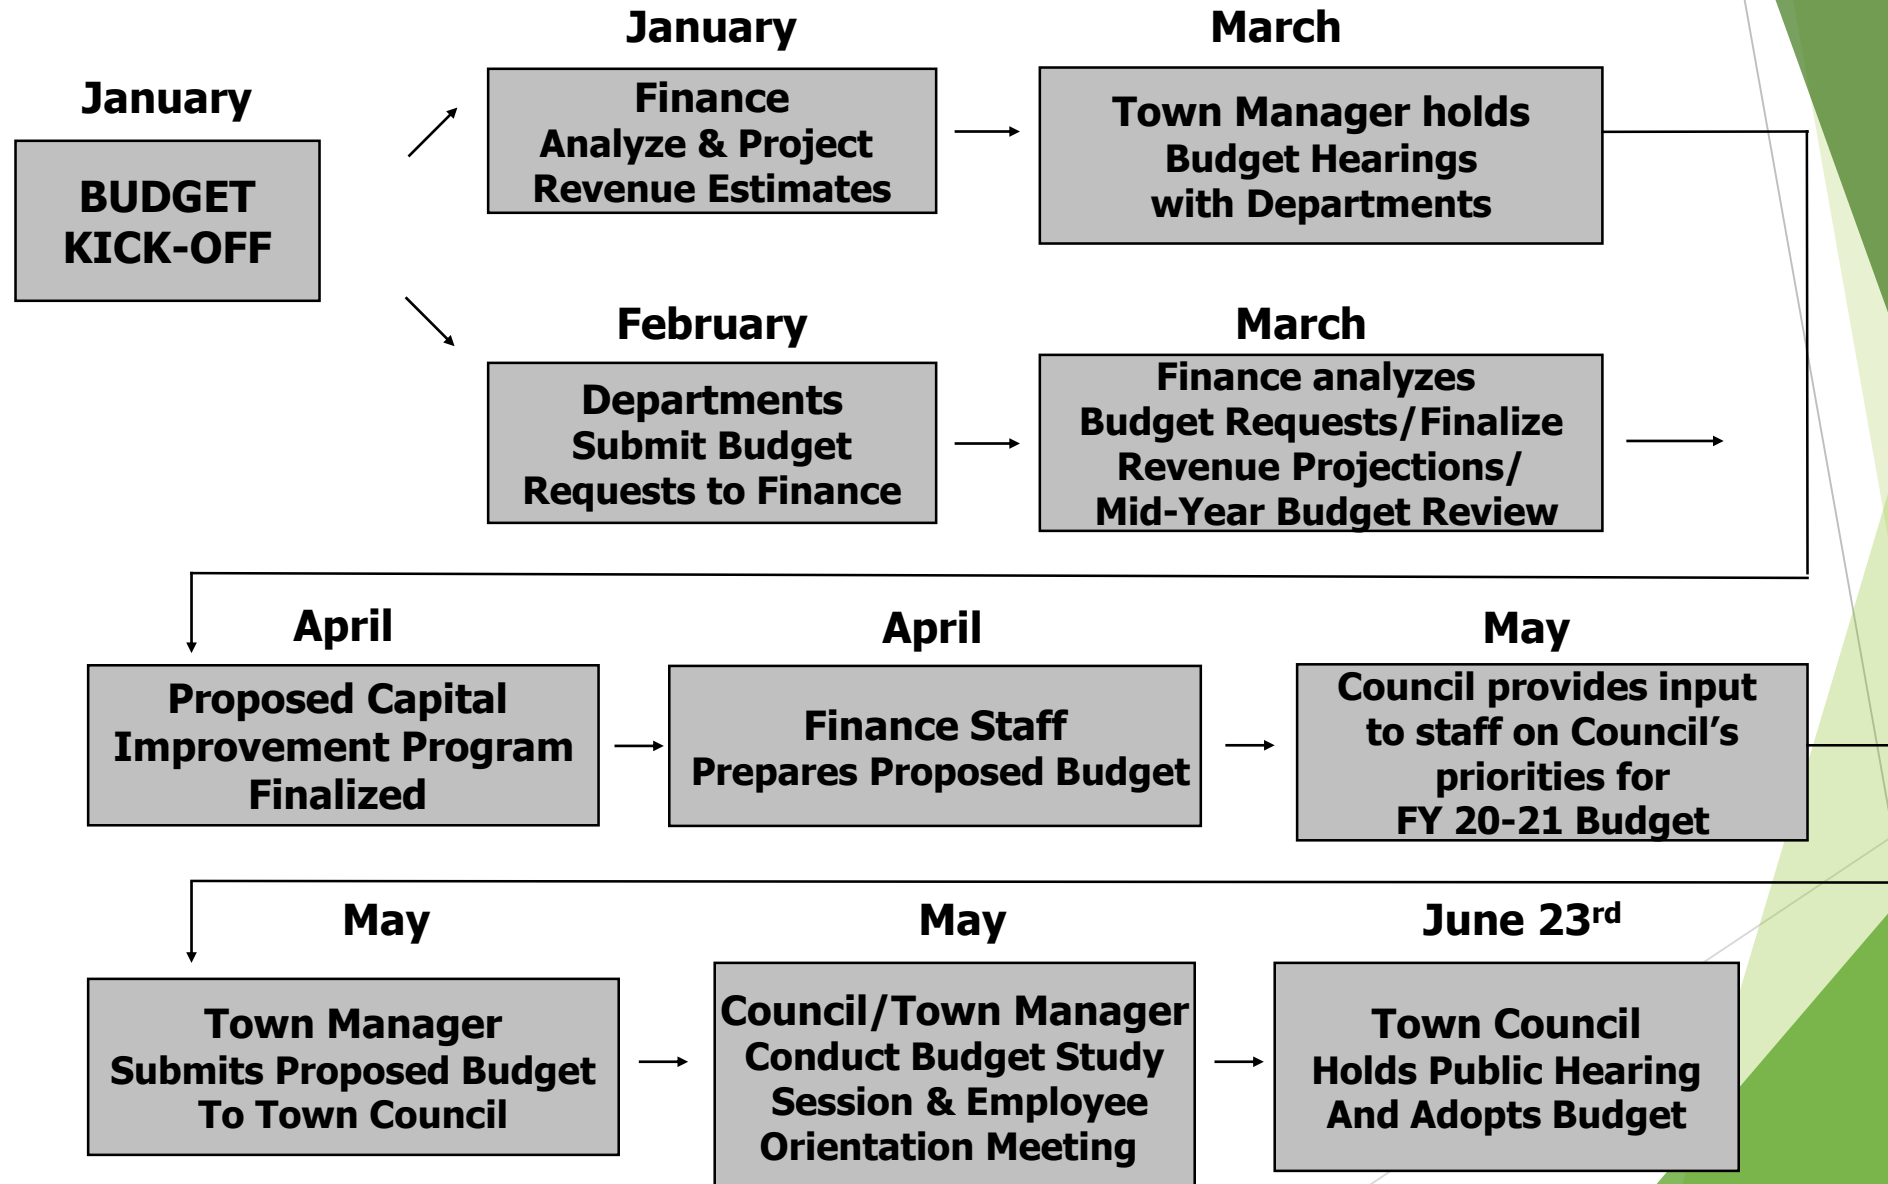 January
BUDGET
KICK-OFF
January
Finance
Analyze & Project
Revenue Estimates
March
Town Manager holds
Budget Hearings
with Departments
February
Departments
Submit Budget
Requests to Finance
March
Finance analyzes
Budget Requests/Finalize
Revenue Projections/
Mid-Year Budget Review
April
Proposed Capital
Improvement Program
Finalized
April
Finance Staff
Prepares Proposed Budget
May
Council provides input
to staff on Council’s
priorities for
FY 20-21 Budget
May
Town Manager
Submits Proposed Budget
To Town Council
May
Council/Town Manager
Conduct Budget Study
Session & Employee
Orientation Meeting
June 23rd
Town Council
Holds Public Hearing
And Adopts Budget